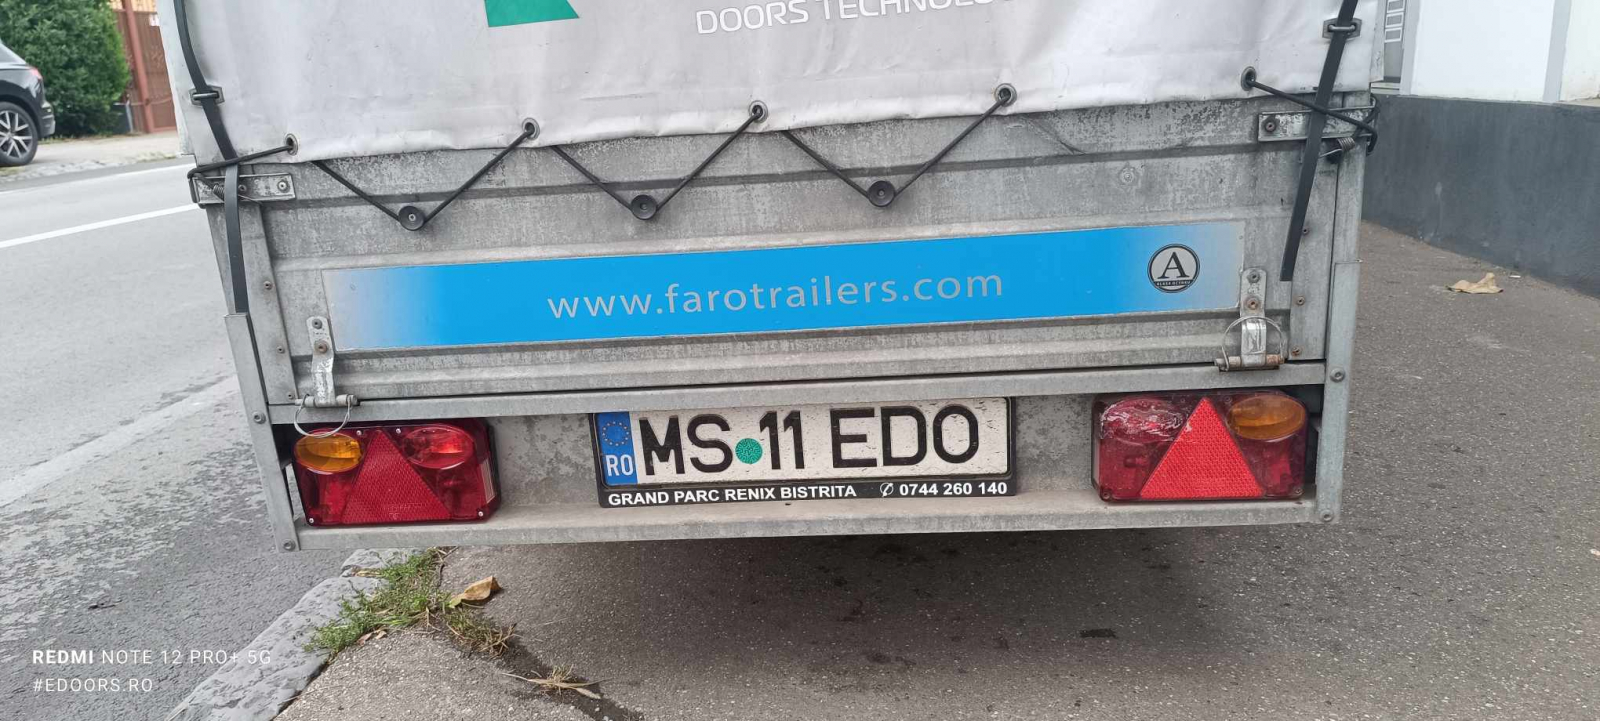 DOORS
www.farotrailers.com
A
RO MS 11 EDO
GRAND PARC RENIX BISTRITA ✆ 0744 260 140
REDMI NOTE 12 PRO+ 5G
#EDOORS.RO